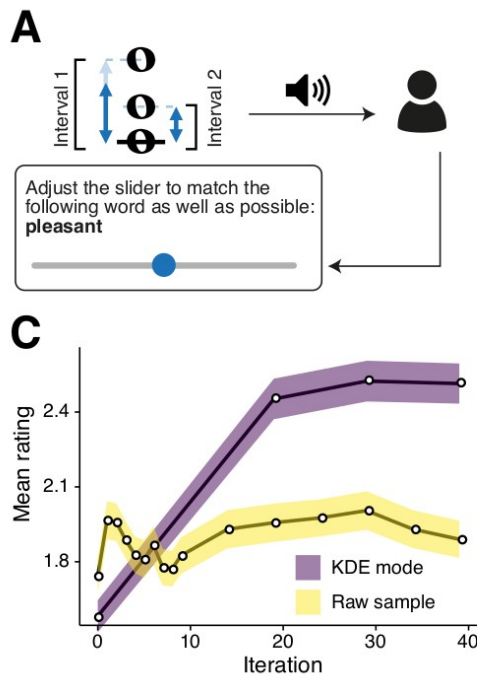 A
Interval 1
Interval 2
Adjust the slider to match the
following word as well as possible:
pleasant
C
Mean rating
2.4
2.1
1.8
KDE mode
Raw sample
0
10
20
30
40
Iteration